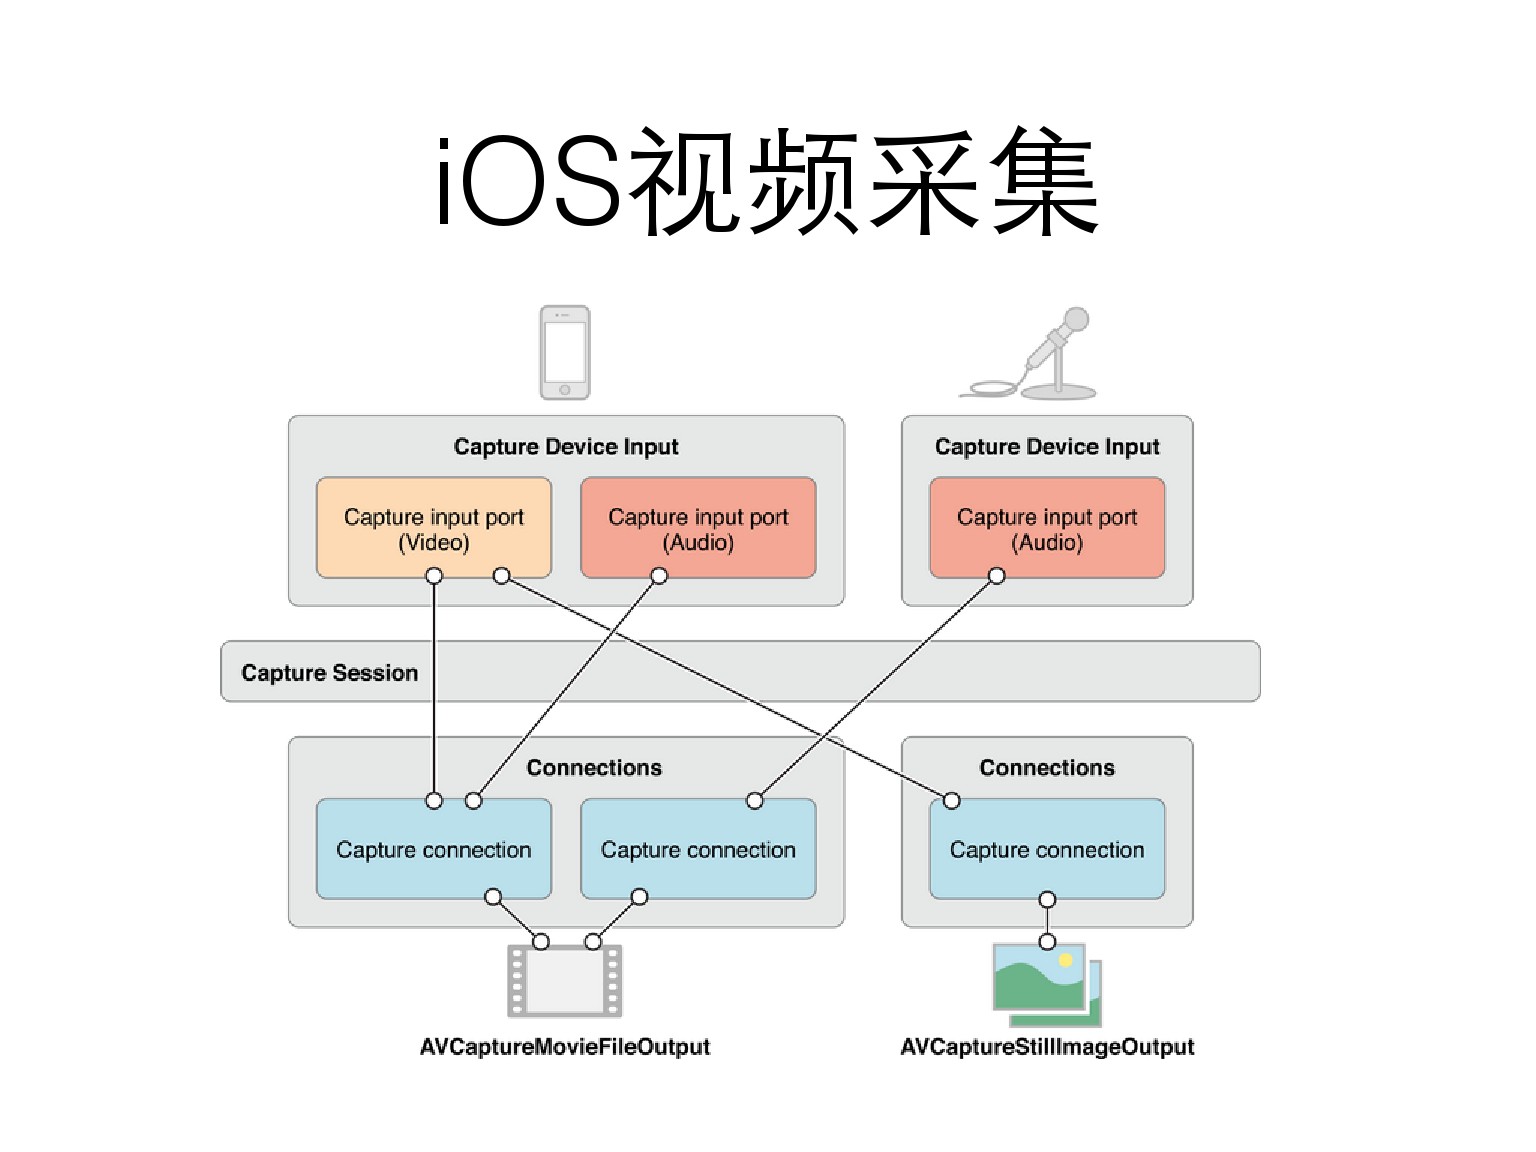 iOS视频采集
Capture Device Input
Capture input port
(Video)
Capture input port
(Audio)
Capture Device Input
Capture input port
(Audio)
Capture Session
Connections
Capture connection
Capture connection
Connections
Capture connection
AVCaptureMovieFileOutput
AVCaptureStillImageOutput